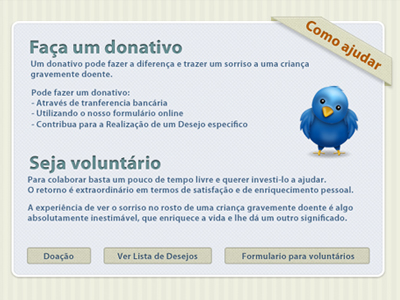 Como ajudar
Faça um donativo
Um donativo pode fazer a diferença e trazer um sorriso a uma criança
gravemente doente.
Pode fazer um donativo:
- Através de tranferencia bancária
- Utilizando o nosso formulário online
- Contribua para a Realização de um Desejo especifico
Seja voluntário
Para colaborar basta um pouco de tempo livre e querer investi-lo a ajudar.
O retorno é extraordinário em termos de satisfação e de enriquecimento pessoal.
A experiência de ver o sorriso no rosto de uma criança gravemente doente é algo
absolutamente inestimável, que enriquece a vida e lhe dá um outro significado.
Doação
Ver Lista de Desejos
Formulario para voluntários